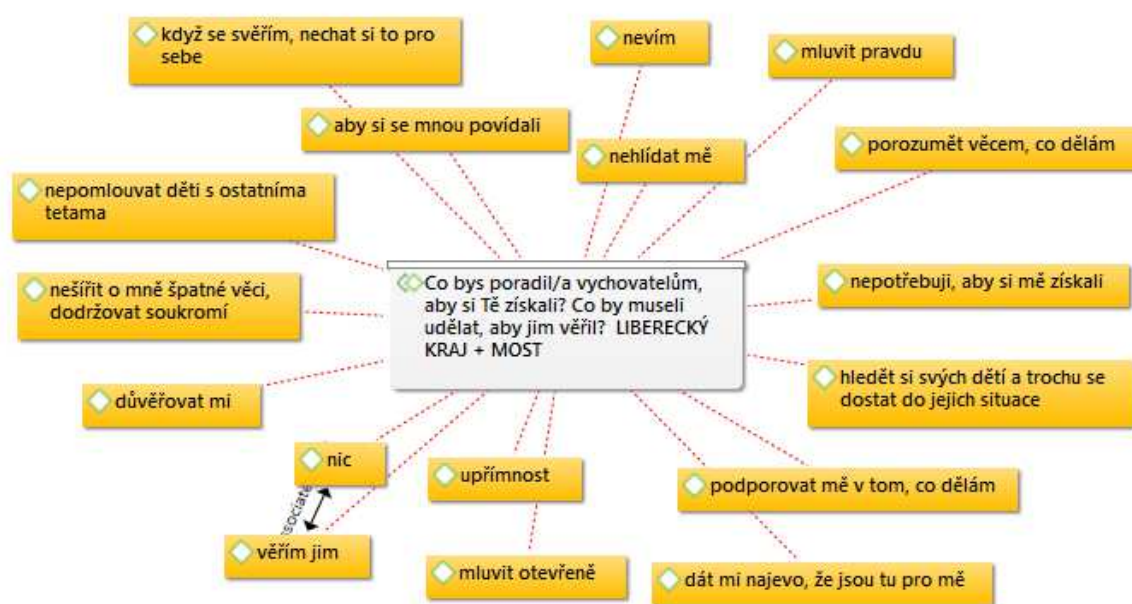 když se svěřím, nechat si to pro
sebe
nevím
mluvit pravdu
aby si se mnou povídali
nehlídat mě
porozumět věcem, co dělám
nepomlouvat děti s ostatníma
tetama
Co bys poradil/a vychovatelům,
aby si Tě získali? Co by museli
udělat, aby jim věřil? LIBERECKÝ
KRAJ + MOST
nešířit o mně špatné věci,
dodržovat soukromí
nepotřebuji, aby si mě získali
hledět si svých dětí a trochu se
dostat do jejich situace
důvěřovat mi
nic
upřímnost
podporovat mě v tom, co dělám
věřím jim
mluvit otevřeně
dát mi najevo, že jsou tu pro mě